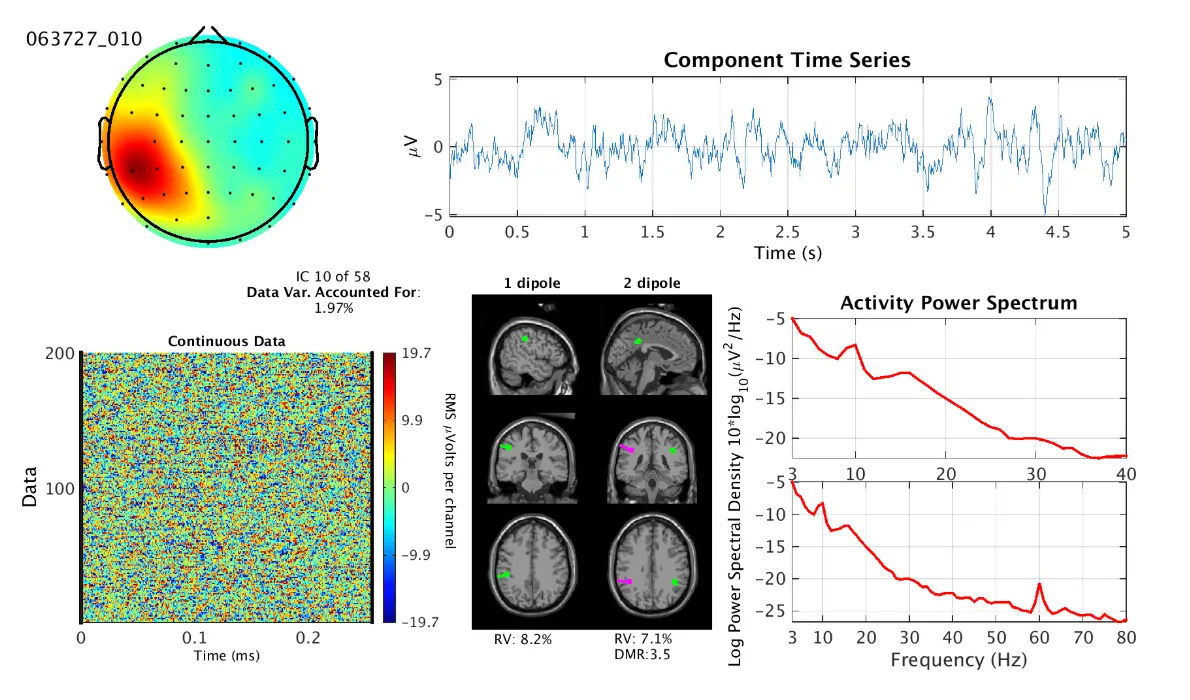 063727_010
IC 10 of 58
Data Var. Accounted For:
1.97%
Component Time Series
μV
5
0
−5
0 0.5 1 1.5 2 2.5 3 3.5 4 4.5 5
Time (s)
Continuous Data
Data
200
100
0 0.1 0.2
Time (ms)
19.7
9.9
0
−9.9
−19.7
RMS μVolts per channel
1 dipole
2 dipole
RV: 8.2%
RV: 7.1%
DMR:3.5
Activity Power Spectrum
Log Power Spectral Density 10*log10(μV2/Hz)
−5
−10
−15
−20
3 10 20 30 40
−5
−10
−15
−20
−25
3 10 20 30 40 50 60 70 80
Frequency (Hz)